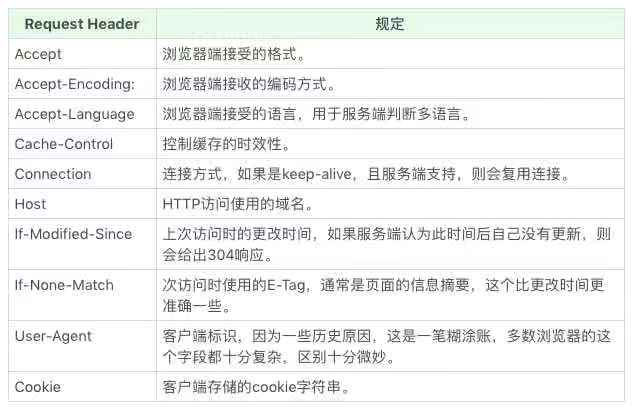 Request Header 规定
Accept 浏览器端接受的格式。
Accept-Encoding: 浏览器端接收的编码方式。
Accept-Language 浏览器端接受的语言，用于服务端判断多语言。
Cache-Control 控制缓存的时效性。
Connection 连接方式，如果是keep-alive，且服务端支持，则会复用连接。
Host HTTP访问使用的域名。
If-Modified-Since 上次访问时的更改时间，如果服务端认为此时间后自己没有更新，则
会给出304响应。
If-None-Match 次访问时使用的E-Tag，通常是页面的信息摘要，这个比更改时间更
准确一些。
User-Agent 客户端标识，因为一些历史原因，这是一笔糊涂账，多数浏览器的这
个字段都十分复杂，区别十分微妙。
Cookie 客户端存储的cookie字符串。